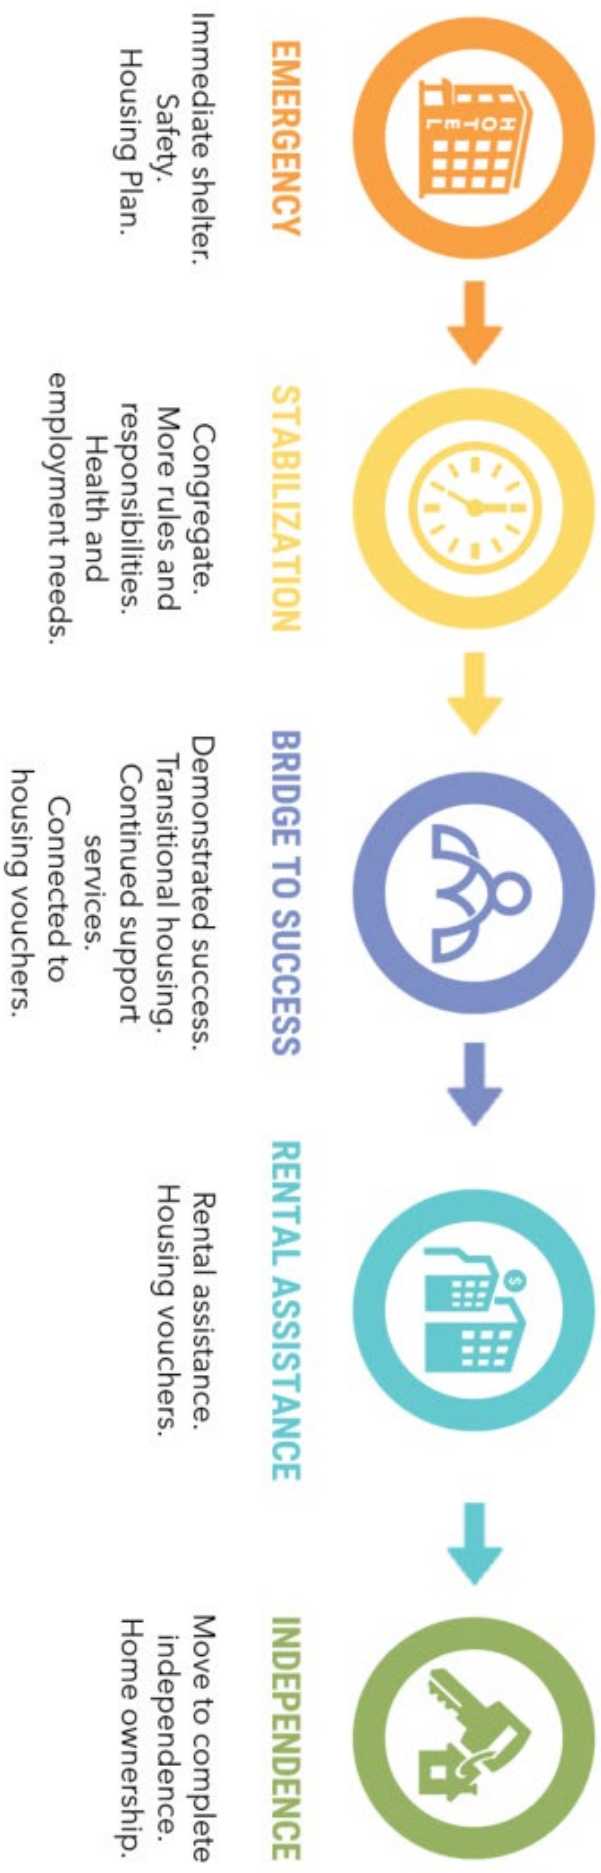 HOTEL
EMERGENCY
Immediate shelter.
Safety.
Housing Plan.
STABILIZATION
Congregate.
More rules and
responsibilities.
Health and
employment needs.
BRIDGE TO SUCCESS
Demonstrated success.
Transitional housing.
Continued support
services.
Connected to
housing vouchers.
$
RENTAL ASSISTANCE
Rental assistance.
Housing vouchers.
INDEPENDENCE
Move to complete
independence.
Home ownership.